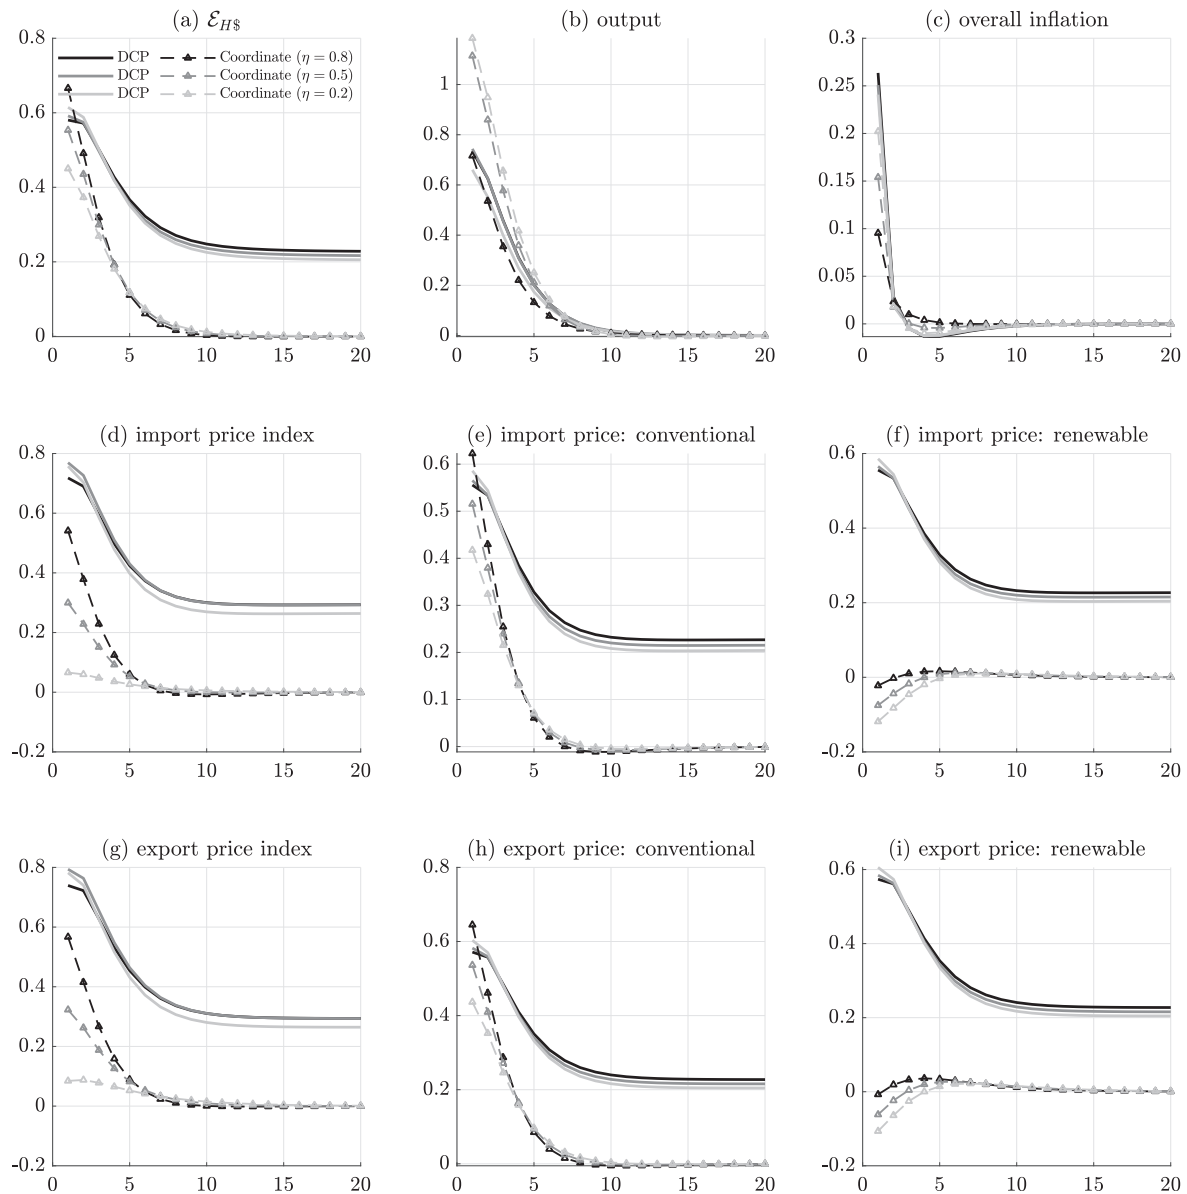 (a) ℰH$
0.8
0.6
0.4
0.2
0
0 5 10 15 20
DCP Coordinate (η = 0.8)
DCP Coordinate (η = 0.5)
DCP Coordinate (η = 0.2)
(b) output
1
0.8
0.6
0.4
0.2
0
0 5 10 15 20
(c) overall inflation
0.3
0.25
0.2
0.15
0.1
0.05
0
0 5 10 15 20
(d) import price index
0.8
0.6
0.4
0.2
0
-0.2
0 5 10 15 20
(e) import price: conventional
0.6
0.5
0.4
0.3
0.2
0.1
0
0 5 10 15 20
(f) import price: renewable
0.6
0.4
0.2
0
-0.2
0 5 10 15 20
(g) export price index
0.8
0.6
0.4
0.2
0
-0.2
0 5 10 15 20
(h) export price: conventional
0.8
0.6
0.4
0.2
0
0 5 10 15 20
(i) export price: renewable
0.6
0.4
0.2
0
-0.2
0 5 10 15 20